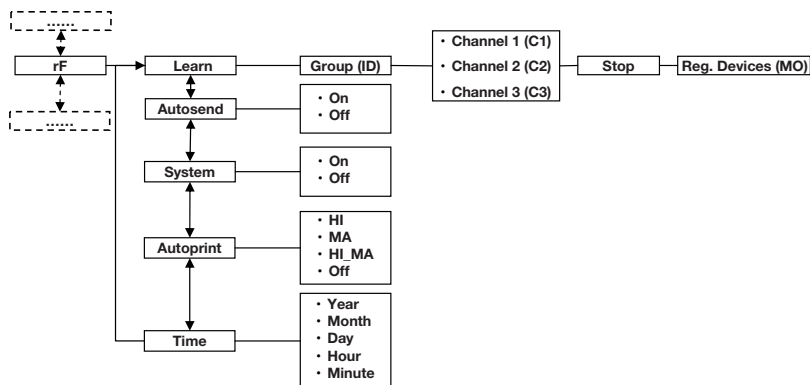 ......
rF
......
Learn
Group (ID)
· Channel 1 (C1)
· Channel 2 (C2)
· Channel 3 (C3)
Stop
Reg. Devices (MO)
Autosend
· On
· Off
System
· On
· Off
Autoprint
· HI
· MA
· HI_MA
· Off
Time
· Year
· Month
· Day
· Hour
· Minute